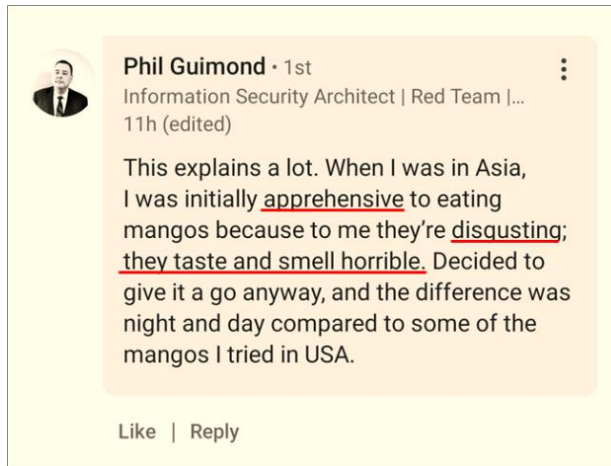 Phil Guimond • 1st
Information Security Architect | Red Team |...
11h (edited)
This explains a lot. When I was in Asia,
I was initially apprehensive to eating
mangos because to me they’re disqusting;
they taste and smell horrible. Decided to
give it a go anyway, and the difference was
night and day compared to some of the
mangos I tried in USA.
Like | Reply